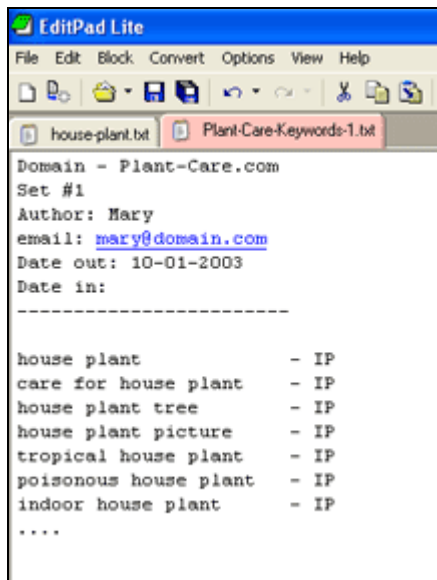 EditPad Lite
File Edit Block Convert Options View Help
house-plant.txt Plant-Care-Keywords-1.txt
Domain - Plant-Care.com
Set #1
Author: Mary
email: mary@domain.com
Date out: 10-01-2003
Date in:
------------------------
house plant - IP
care for house plant - IP
house plant tree - IP
house plant picture - IP
tropical house plant - IP
poisonous house plant - IP
indoor house plant - IP
....